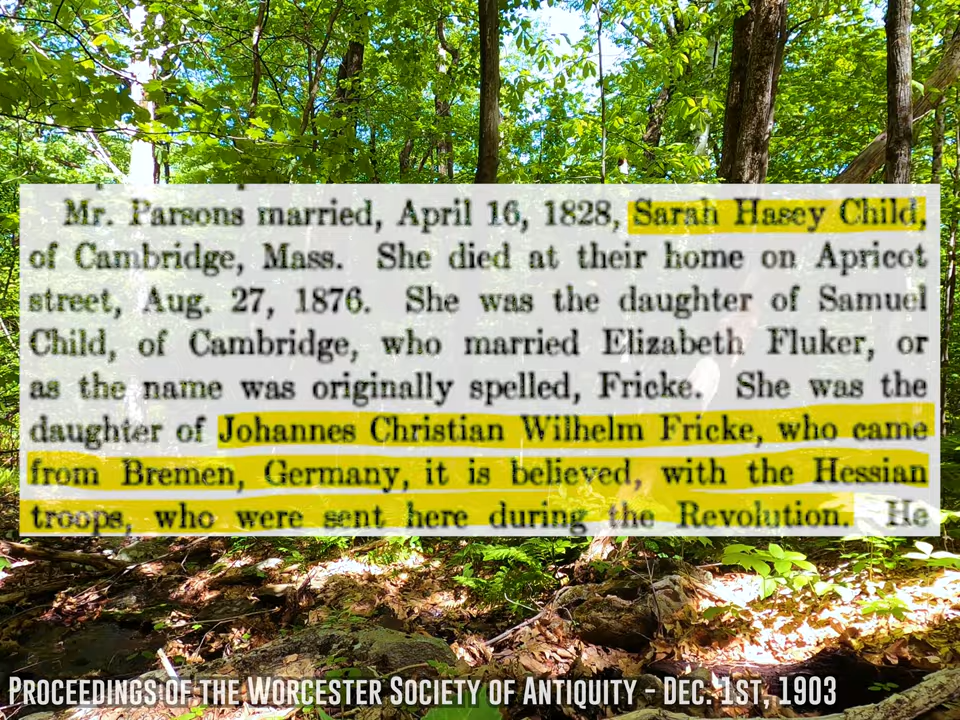 Mr. Parsons married, April 16, 1828, Sarah Hasey Child,
of Cambridge, Mass. She died at their home on Apricot
street, Aug. 27, 1876. She was the daughter of Samuel
Child, of Cambridge, who married Elizabeth Fluker, or
as the name was originally spelled, Fricke. She was the
daughter of Johannes Christian Wilhelm Fricke, who came
from Bremen, Germany, it is believed, with the Hessian
troops, who were sent here during the Revolution. He
Proceedings of the Worcester Society of Antiquity - Dec. 1st, 1903